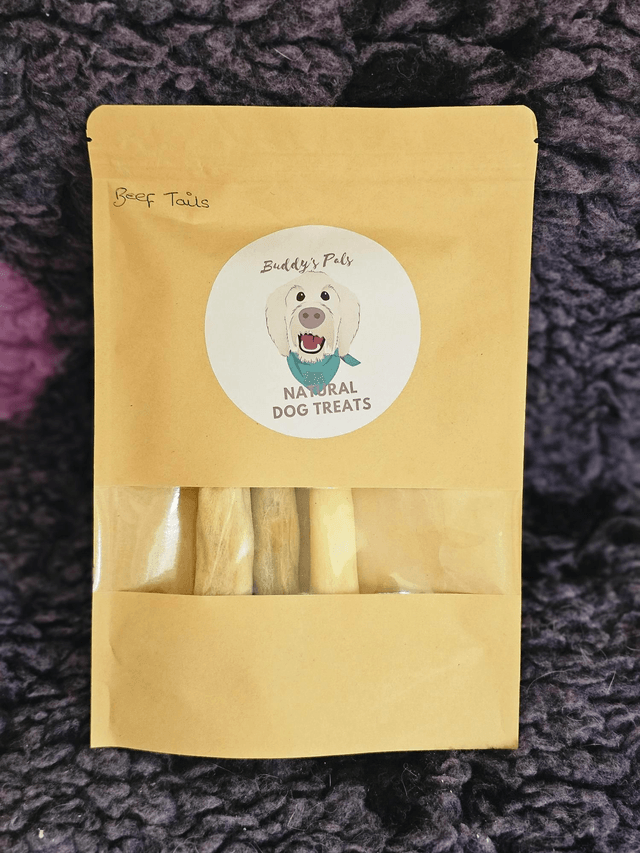 Beef Tails
Buddy's Pals
NATURAL
DOG TREATS